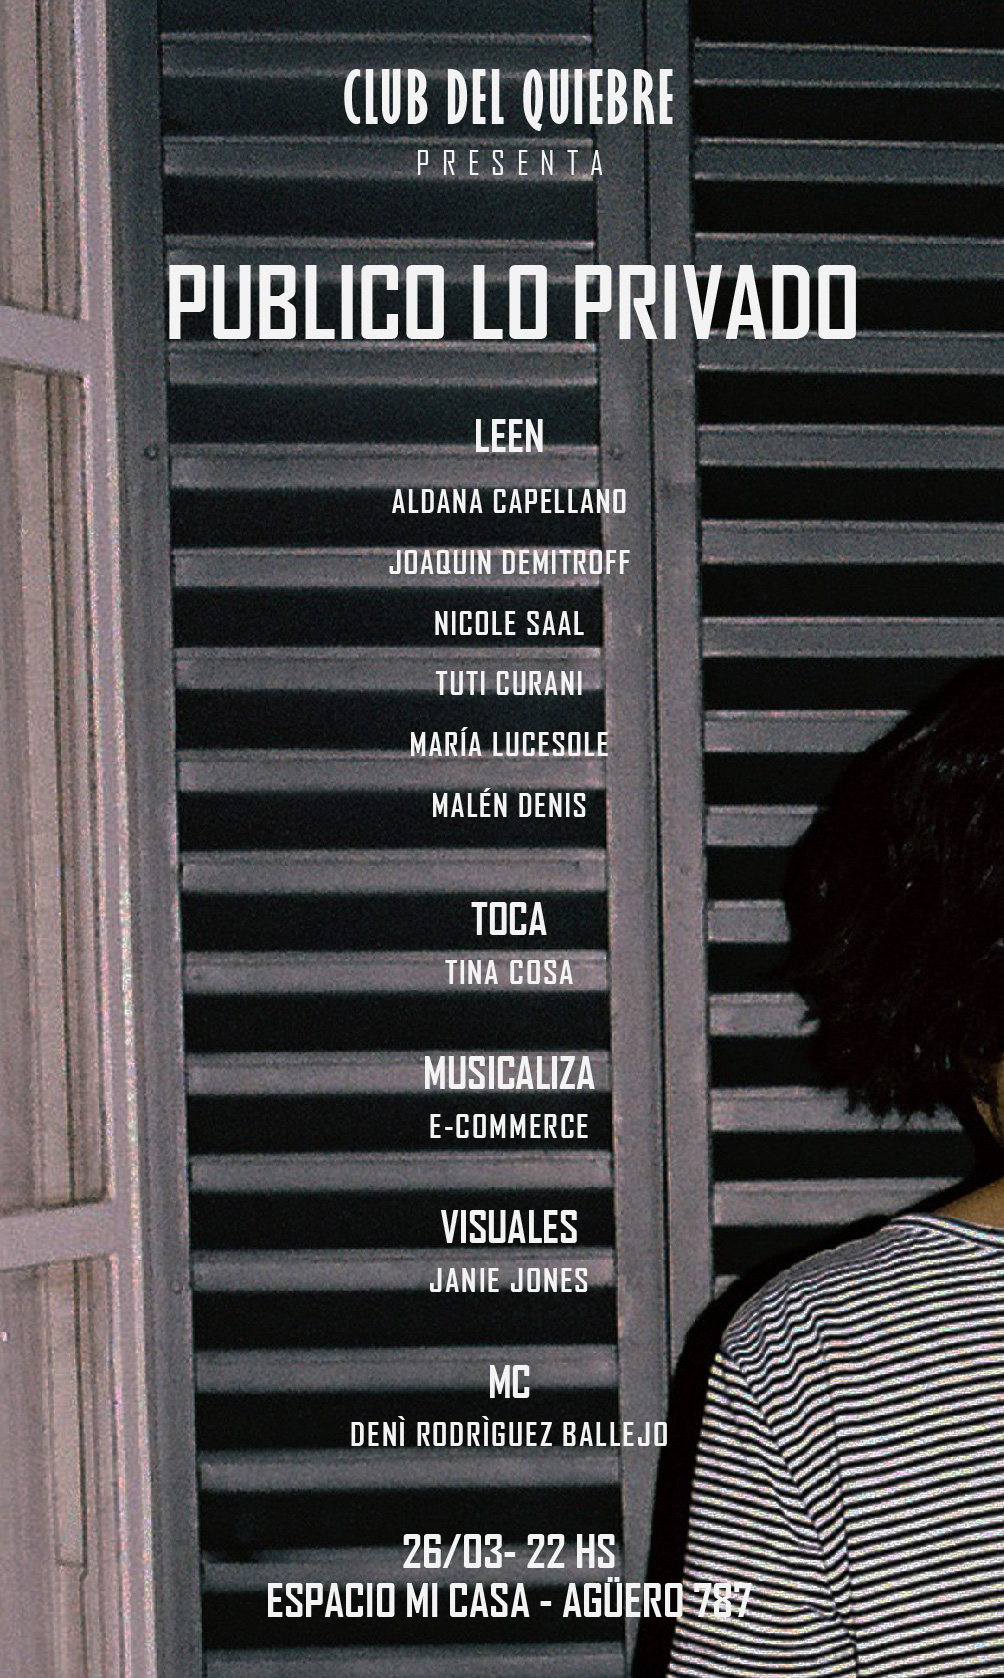 CLUB DEL QUIEBRE
PRESENTA
PUBLICO LO PRIVADO
LEEN
ALDANA CAPELLANO
JOAQUIN DEMITROFF
NICOLE SAAL
TUTI CURANI
MARÍA LUCESOLE
MALÉN DENIS
TOCA
TINA COSA
MUSICALIZA
E-COMMERCE
VISUALES
JANIE JONES
MC
DENÌ RODRÌGUEZ BALLEJO
26/03- 22 HS
ESPACIO MI CASA - AGÜERO 787